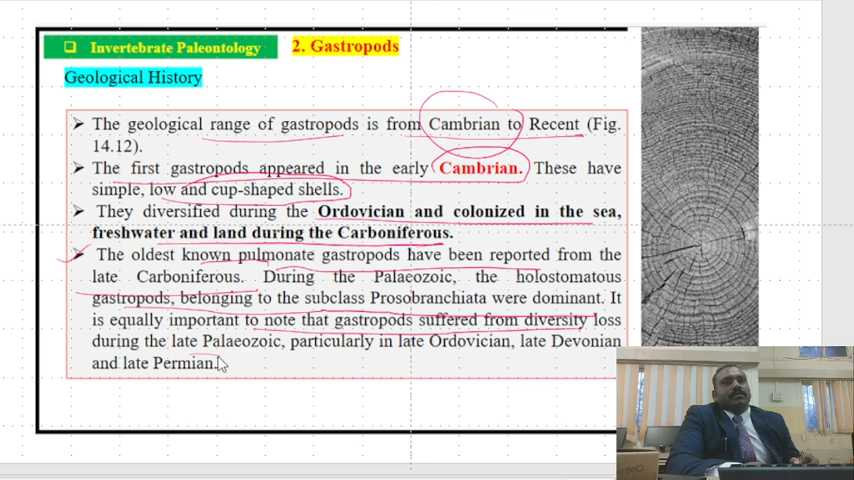 ❑ Invertebrate Paleontology
2. Gastropods
Geological History
➤ The geological range of gastropods is from Cambrian to Recent (Fig.
14.12).
➤ The first gastropods appeared in the early Cambrian. These have
simple, low and cup-shaped shells.
➤ They diversified during the Ordovician and colonized in the sea,
freshwater and land during the Carboniferous.
➤ The oldest known pulmonate gastropods have been reported from the
late Carboniferous. During the Palaeozoic, the holostomatous
gastropods, belonging to the subclass Prosobranchiata were dominant. It
is equally important to note that gastropods suffered from diversity loss
during the late Palaeozoic, particularly in late Ordovician, late Devonian
and late Permian.